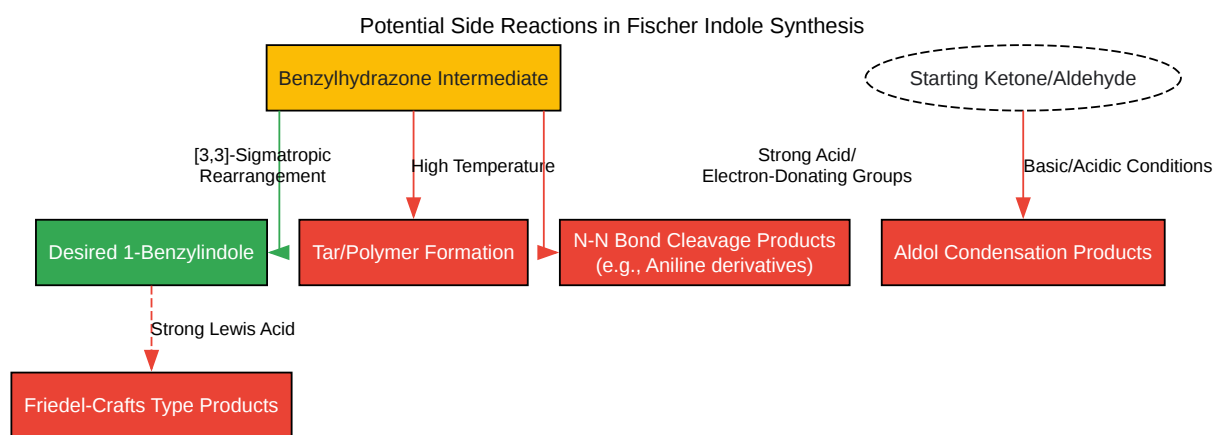 Potential Side Reactions in Fischer Indole Synthesis
Benzylhydrazone Intermediate
Starting Ketone/Aldehyde
[3,3]-Sigmatropic
Rearrangement
High Temperature
Strong Acid/
Electron-Donating Groups
Basic/Acidic Conditions
Desired 1-Benzylindole
Tar/Polymer Formation
N-N Bond Cleavage Products
(e.g., Aniline derivatives)
Aldol Condensation Products
Strong Lewis Acid
Friedel-Crafts Type Products